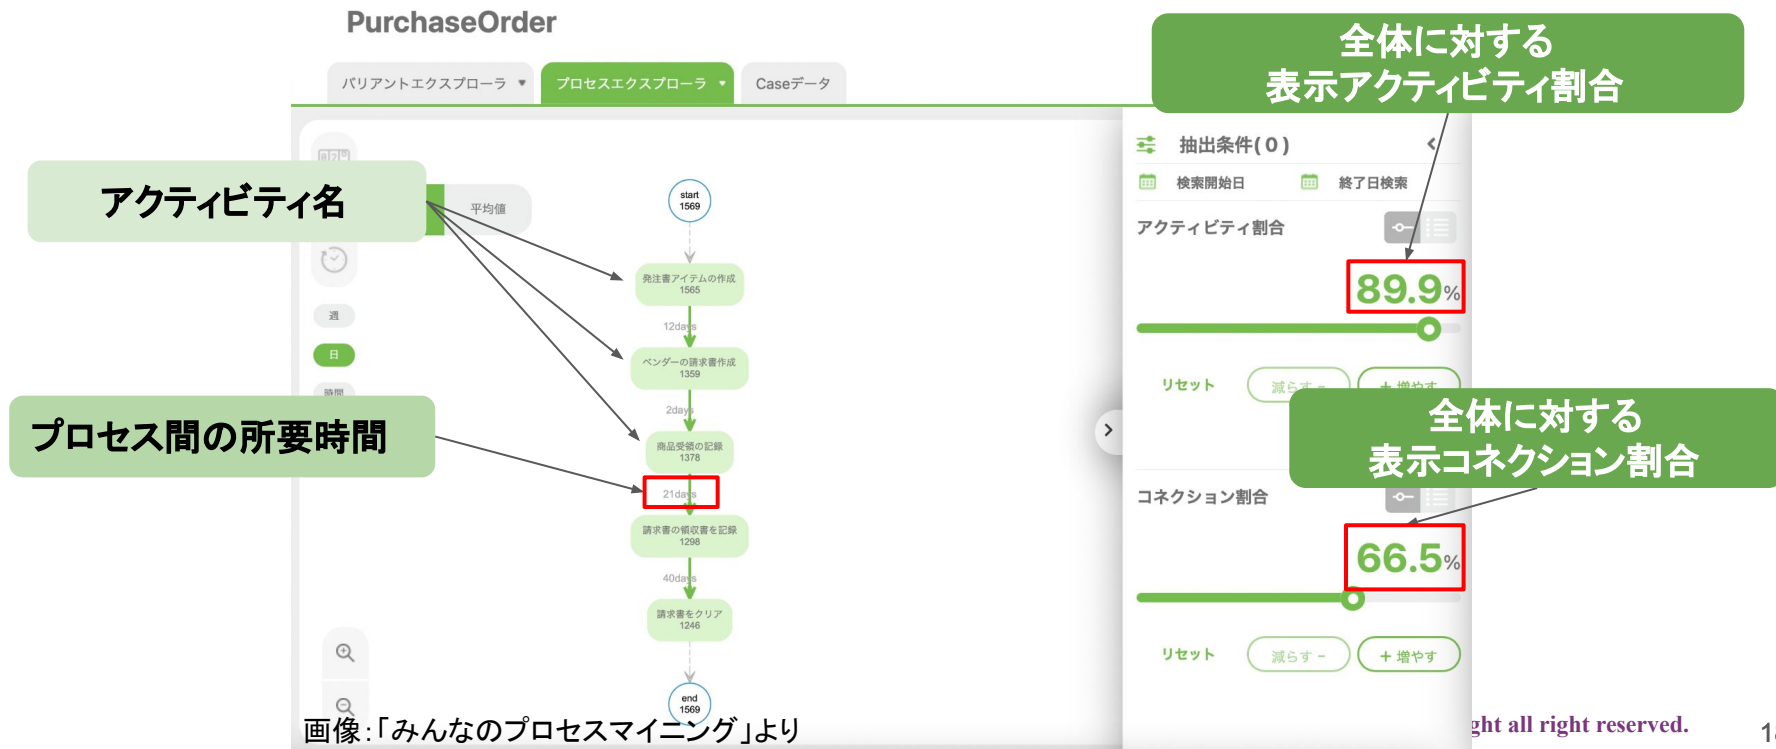 PurchaseOrder
バリアントエクスプローラ
プロセスエクスプローラ
Caseデータ
全体に対する
表示アクティビティ割合
アクティビティ名
平均値
週
日
時間
プロセス間の所要時間
start
1569
発注書アイテムの作成
1565
12days
ベンダーの請求書作成
1359
2days
商品受領の記録
1378
21days
請求書の領収書を記録
1298
40days
請求書をクリア
1246
end
1569
抽出条件(0)
検索開始日
終了日検索
アクティビティ割合
89.9%
リセット
減らす -
+ 増やす
全体に対する
表示コネクション割合
コネクション割合
66.5%
リセット
減らす -
+ 増やす
画像:「みんなのプロセスマイニング」より
ght all right reserved.